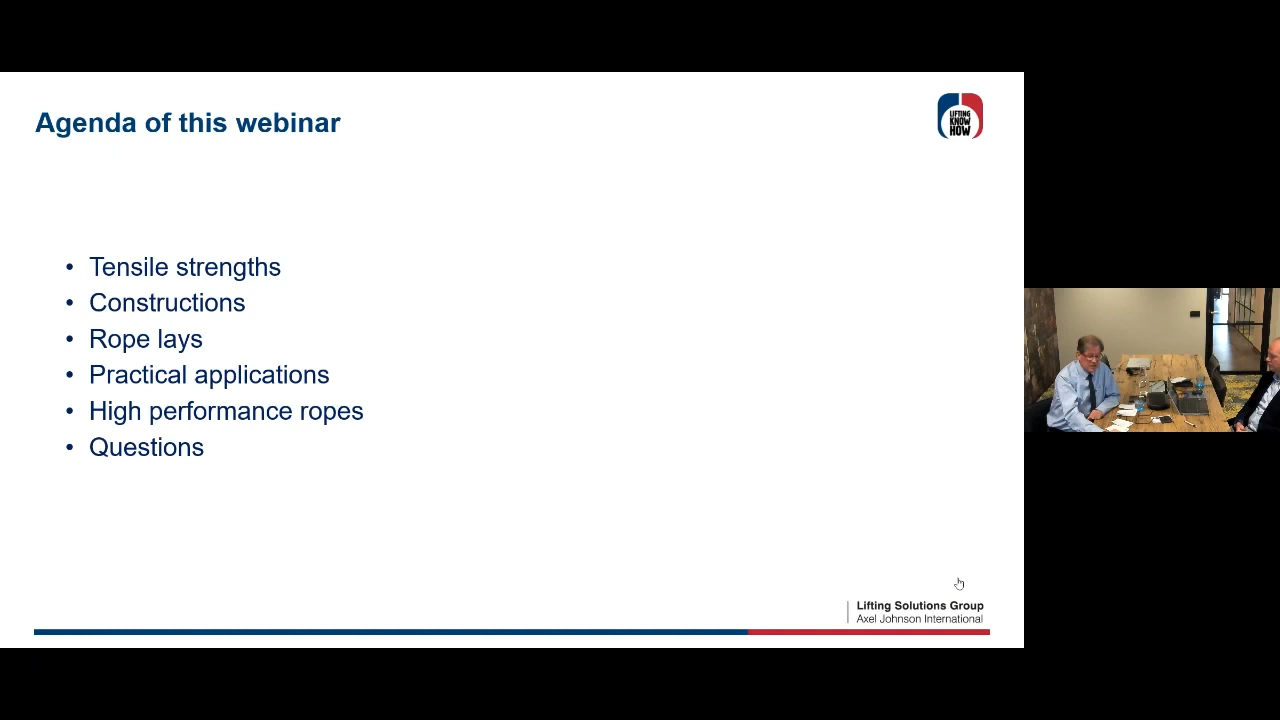 Agenda of this webinar
LIFTING
KNOW
HOW
• Tensile strengths
• Constructions
• Rope lays
• Practical applications
• High performance ropes
• Questions
Lifting Solutions Group
Axel Johnson International